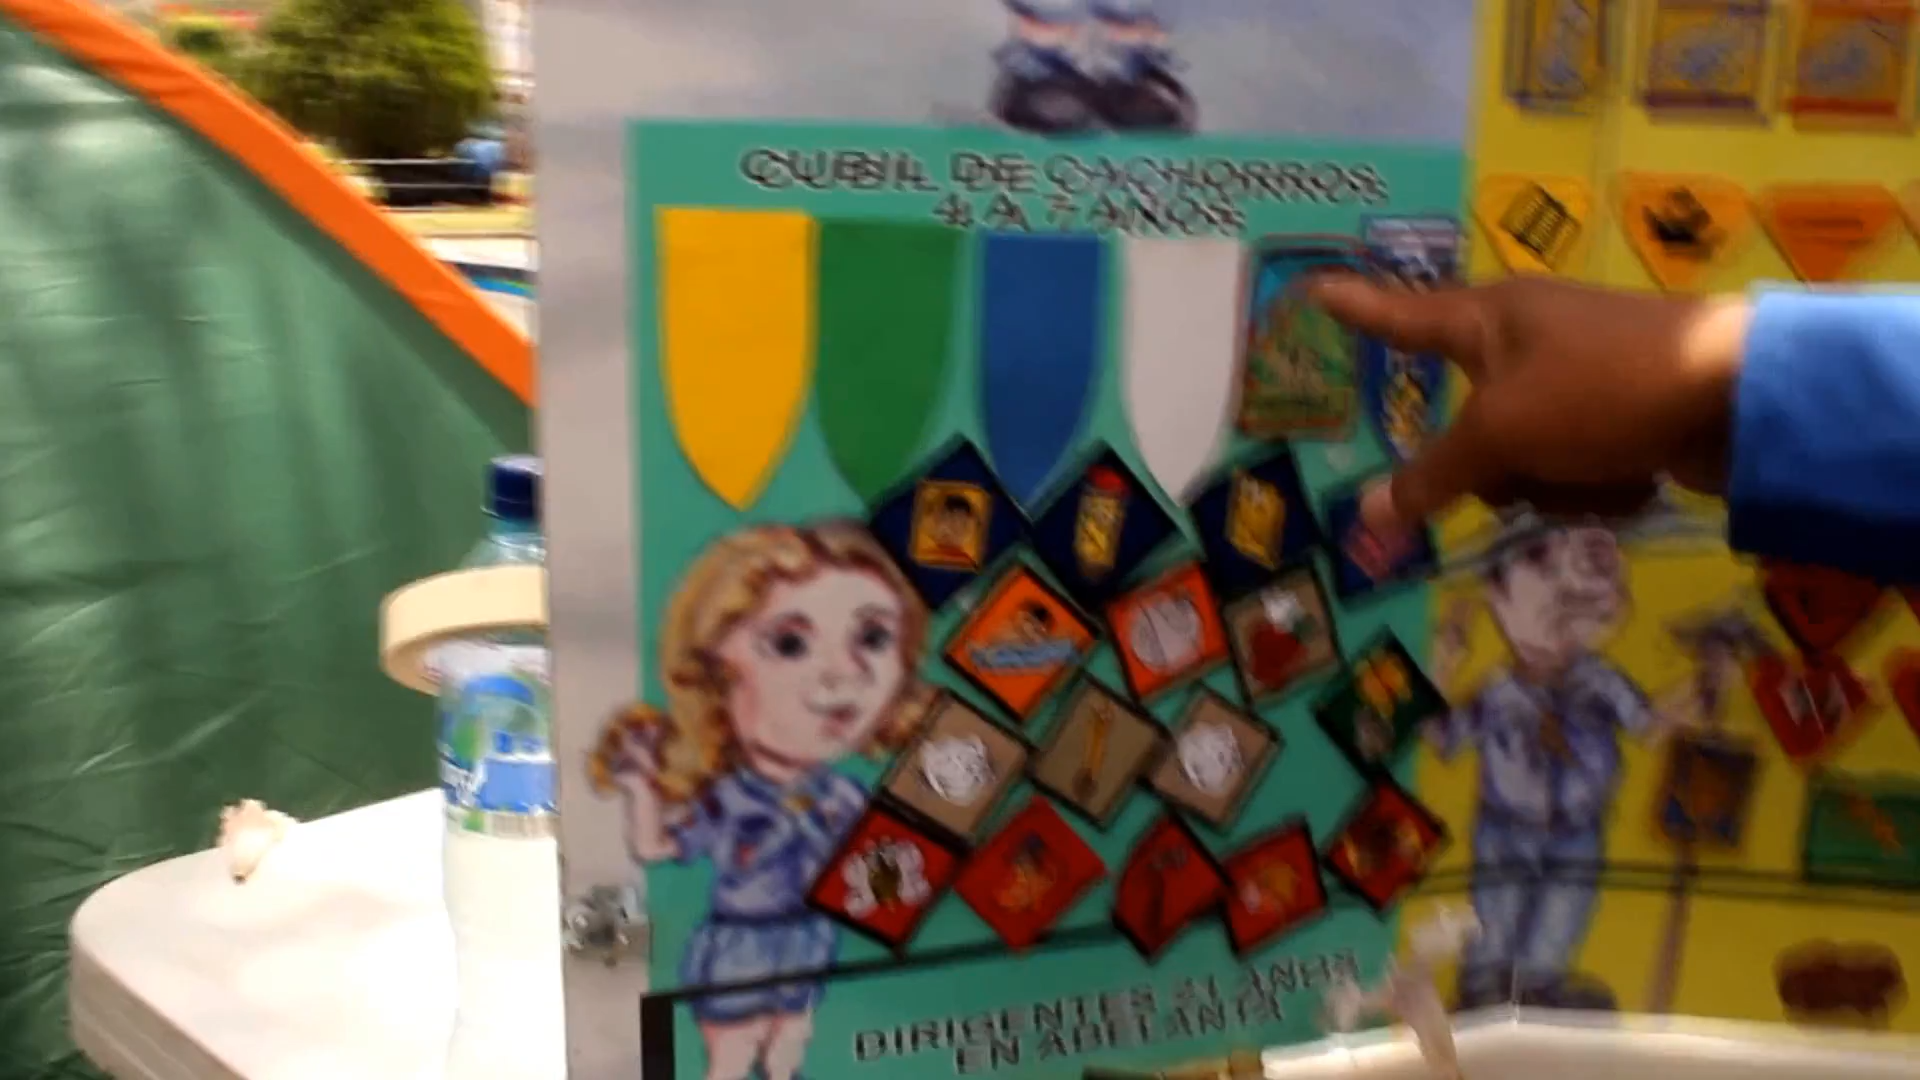 CUBIL DE CACHORROS
4 A 7 AÑOS
DIRIGENTES 21 AÑOS
EN ADELANTE